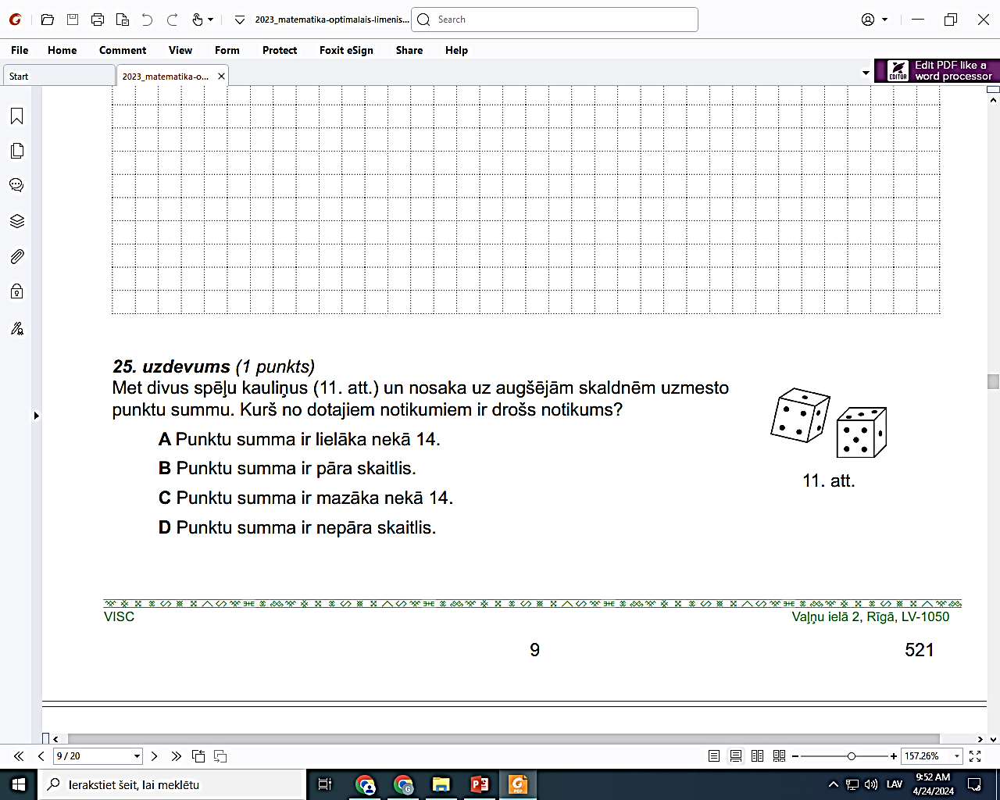 2023_matematika-optimalais-limenis...
Search
File Home Comment View Form Protect Foxit eSign Share Help
Start
2023_matematika-o...
Edit PDF like a
word processor
EDITOR
25. uzdevums (1 punkts)
Met divus spēļu kauliņus (11. att.) un nosaka uz augšējām skaldnēm uzmesto
punktu summu. Kurš no dotajiem notikumiem ir drošs notikums?
A Punktu summa ir lielāka nekā 14.
B Punktu summa ir pāra skaitlis.
C Punktu summa ir mazāka nekā 14.
D Punktu summa ir nepāra skaitlis.
11. att.
VISC
Vaļņu ielā 2, Rīgā, LV-1050
9
521
9 / 20
157.26%
Ierakstiet šeit, lai meklētu
LAV
9:52 AM
4/24/2024